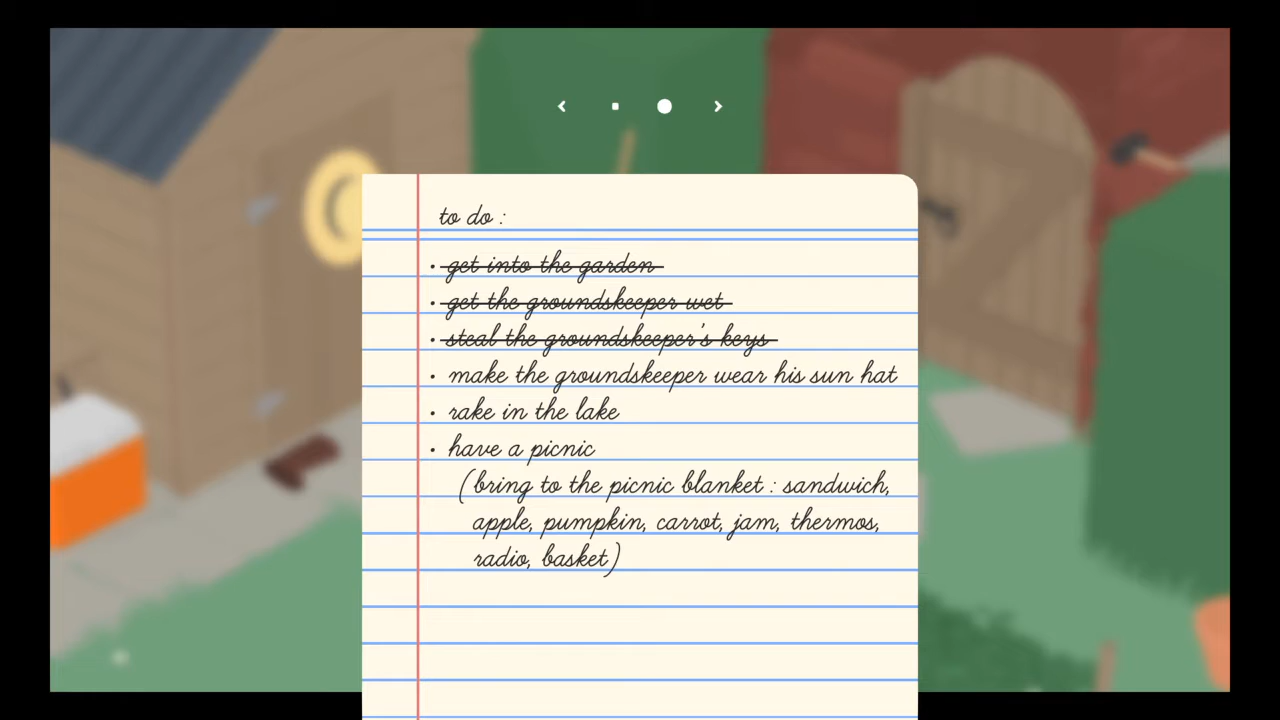 to do :
• get into the garden
• get the groundskeeper wet
• steal the groundskeeper's keys
• make the groundskeeper wear his sun hat
• rake in the lake
• have a picnic
(bring to the picnic blanket : sandwich,
apple, pumpkin, carrot, jam, thermos,
radio, basket)